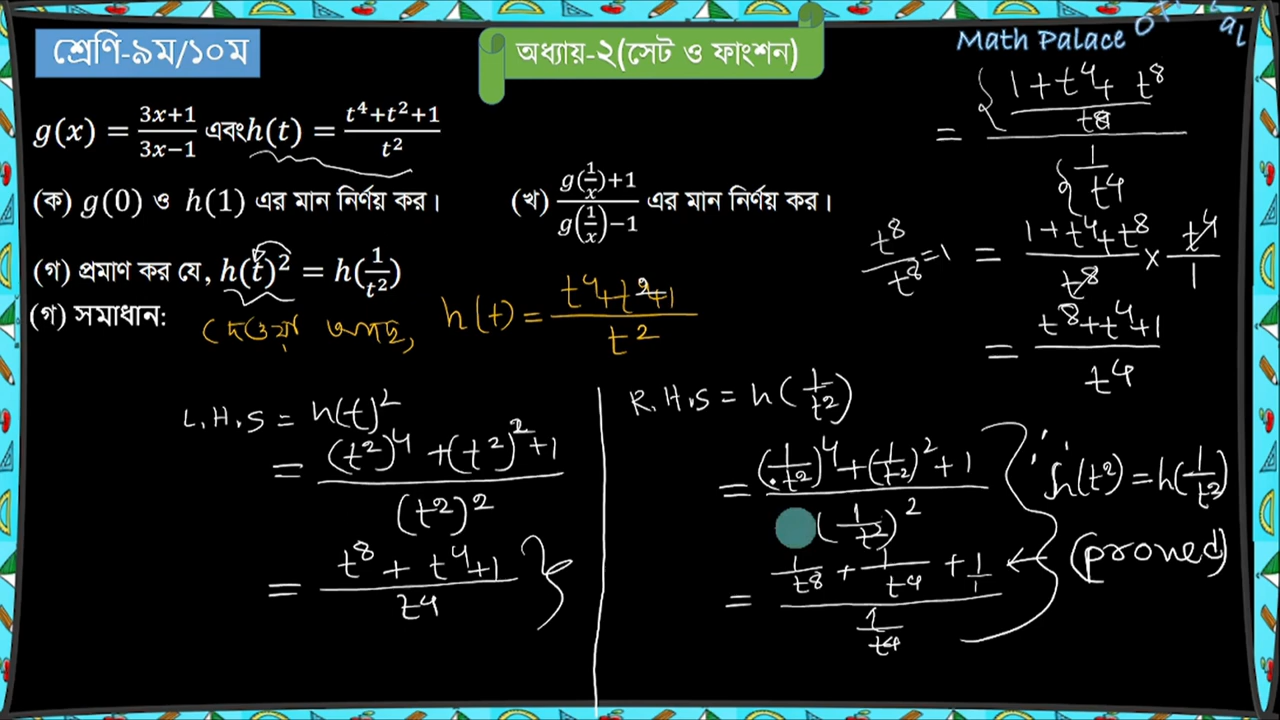 Math Palace
শ্রেণি-৯ম/১০ম
অধ্যায়-২(সেট ও ফাংশন)
g(x) = (3x+1)/(3x−1) এবং h(t) = (t⁴+t²+1)/t²
(ক) g(0) ও h(1) এর মান নির্ণয় কর।
(খ) (g(1/x)+1)/(g(1/x)−1) এর মান নির্ণয় কর।
(গ) প্রমাণ কর যে, h(t)² = h(1/t²)
(গ) সমাধান:
দেওয়া আছে, h(t) = (t⁴+t²+1)/t²
L.H.S = h(t)²
= ((t²)⁴ + (t²)² + 1)/(t²)²
= (t⁸ + t⁴ + 1)/t⁴
R.H.S = h(1/t²)
= ((1/t²)⁴ + (1/t²)² + 1)/(1/t²)²
= (1/t⁸ + 1/t⁴ + 1/1)/(1/t⁴)
= {(1 + t⁴ + t⁸)/t⁸}/{1/t⁴}
t⁸/t⁸ = 1
= (1 + t⁴ + t⁸)/t⁸ × t⁴/1
= (t⁸ + t⁴ + 1)/t⁴
h(t²) = h(1/t²)
(proved)